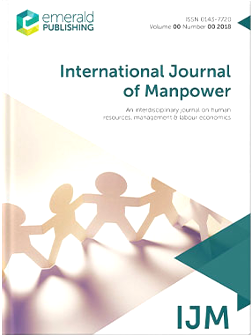 emerald
PUBLISHING
ISSN 0143-7720
Volume 00 Number 00 2018
International Journal
of Manpower
An interdisciplinary journal on human
resources, management & labour economics
IJM